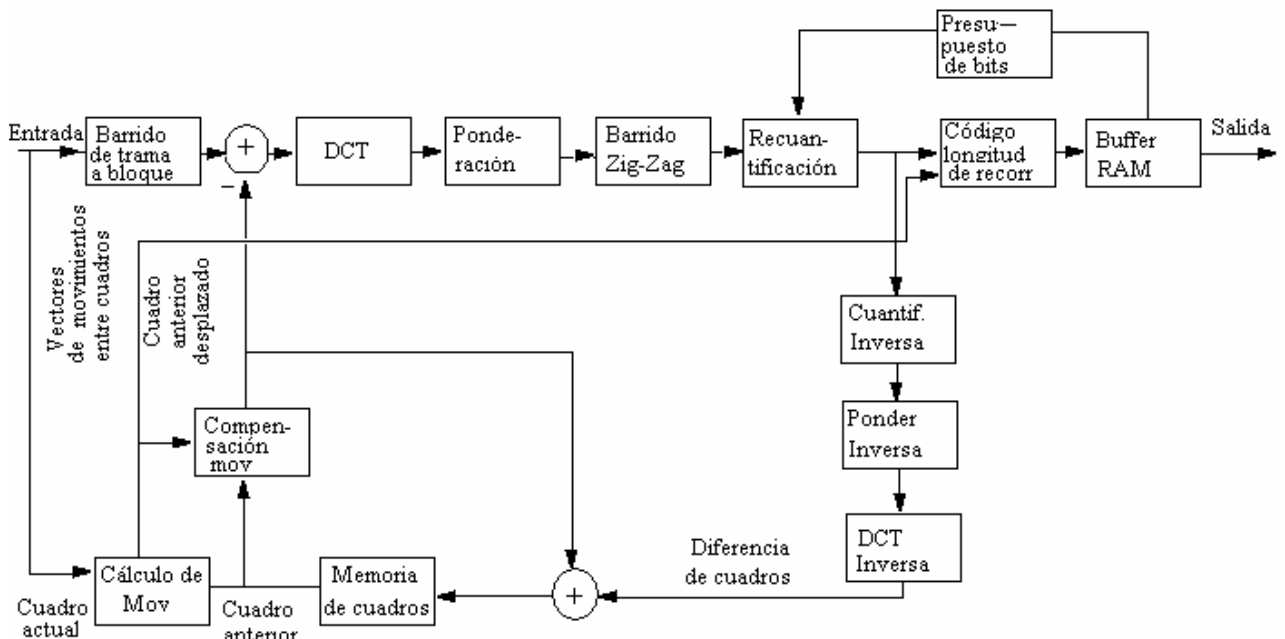 Presu—
puesto
de bits
Entrada
Barrido
de trama
a bloque
+
−
DCT
Ponde-
ración
Barrido
Zig-Zag
Recuan-
tificación
Código
longitud
de recorr
Buffer
RAM
Salida
Vectores
de movimientos
entre cuadros
Cuadro
anterior
desplazado
Cuantif.
Inversa
Compen-
sación
mov
Ponder
Inversa
DCT
Inversa
Diferencia
de cuadros
+
Memoria
de cuadros
Cálculo de
Mov
Cuadro
actual
Cuadro
anterior